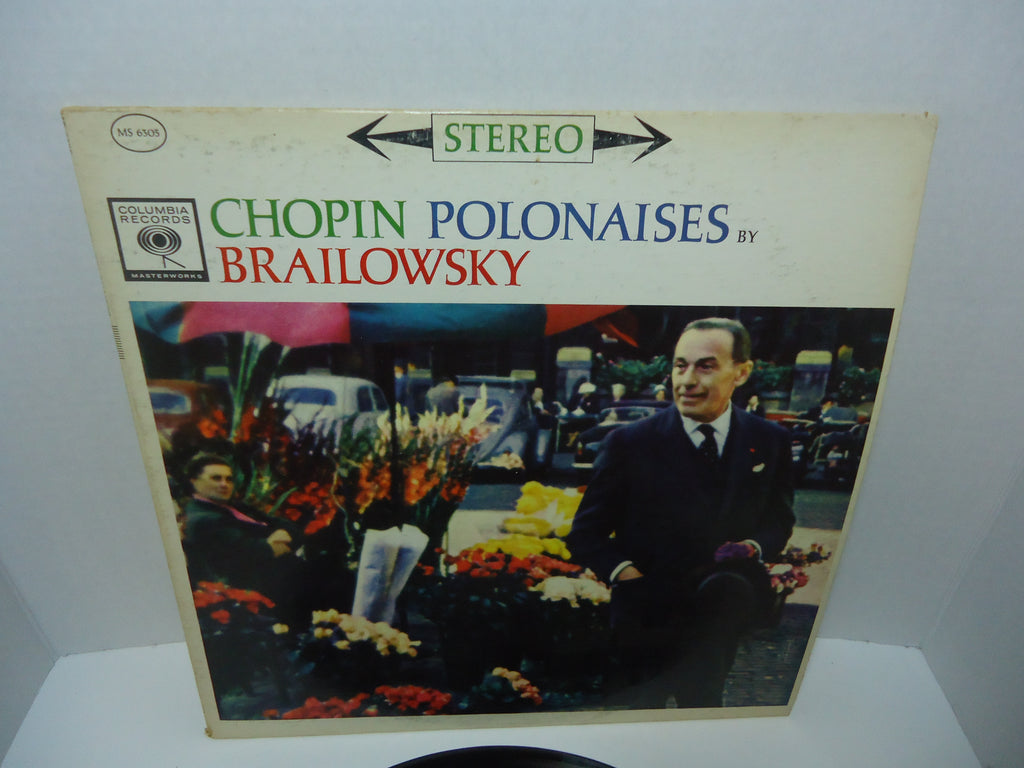 MS 6305
STEREO
COLUMBIA
RECORDS
MASTERWORKS
CHOPIN POLONAISES BY
BRAILOWSKY